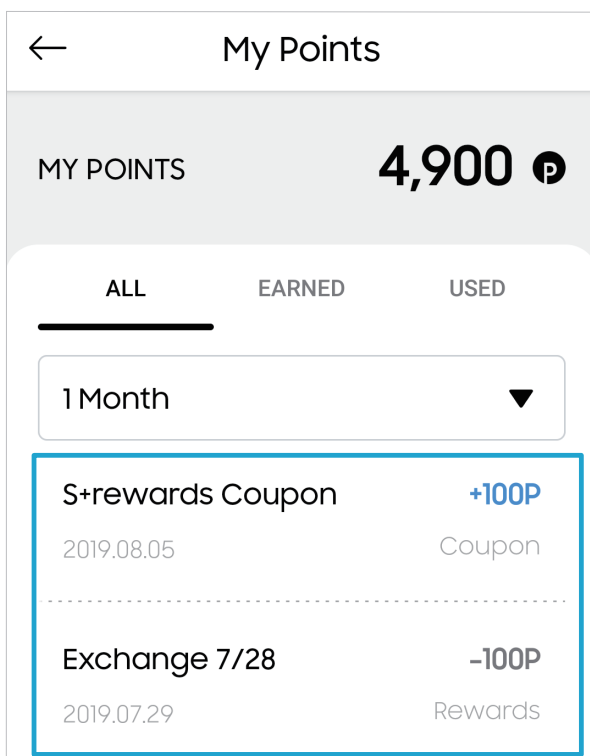 My Points
MY POINTS 4,900 P
ALL EARNED USED
1 Month
S+rewards Coupon +100P
2019.08.05 Coupon
Exchange 7/28 -100P
2019.07.29 Rewards